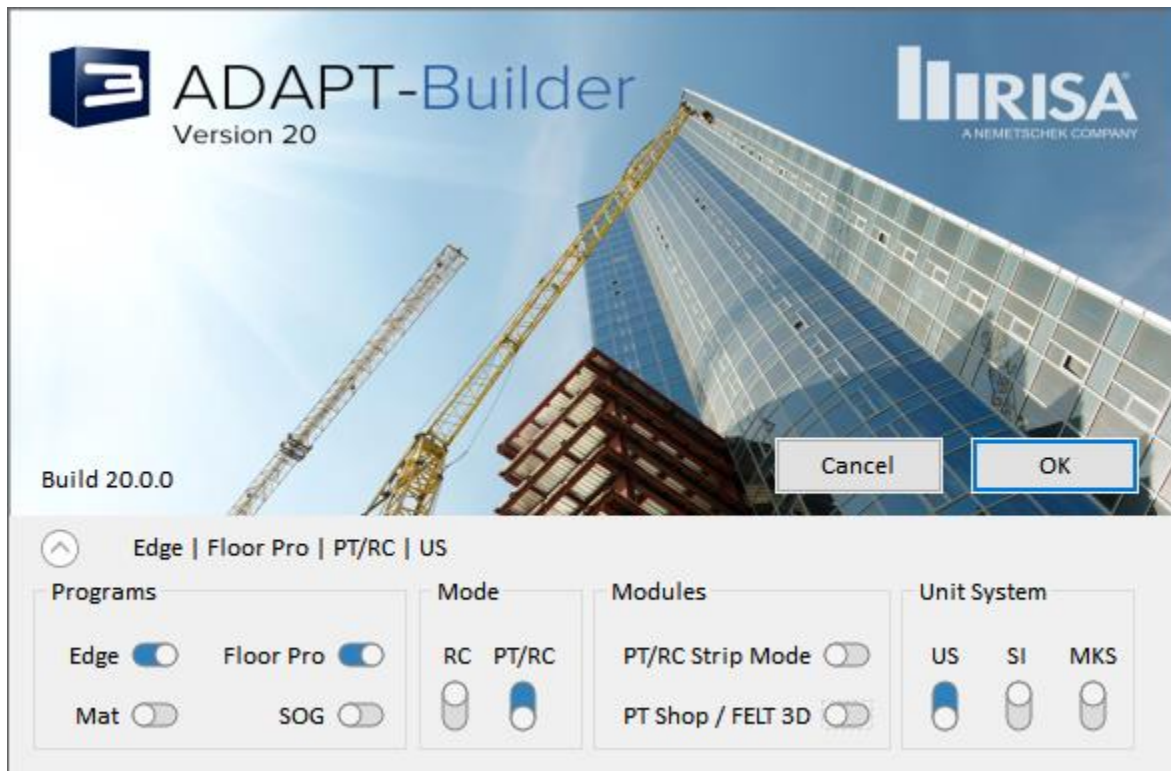 ADAPT-Builder
Version 20
RISA
A NEMETSCHEK COMPANY
Build 20.0.0
Cancel
OK
Edge | Floor Pro | PT/RC | US
Programs
Mode
Modules
Unit System
Edge
Floor Pro
RC
PT/RC
PT/RC Strip Mode
US
SI
MKS
Mat
SOG
PT Shop / FELT 3D